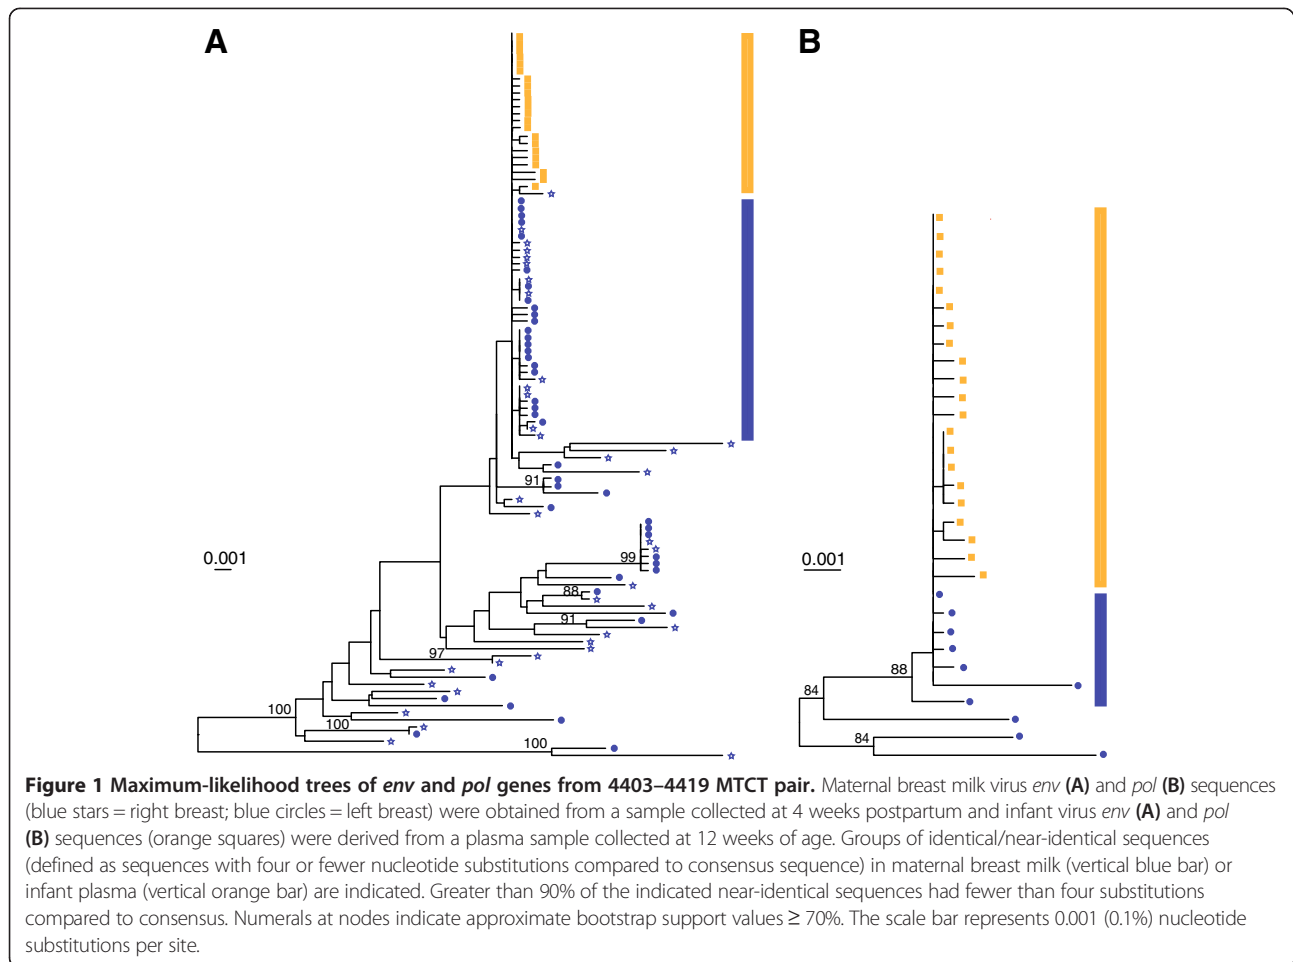 A
B
91
0.001
99
0.001
88
91
97
88
84
100
100
84
100
Figure 1 Maximum-likelihood trees of env and pol genes from 4403–4419 MTCT pair. Maternal breast milk virus env (A) and pol (B) sequences
(blue stars = right breast; blue circles = left breast) were obtained from a sample collected at 4 weeks postpartum and infant virus env (A) and pol
(B) sequences (orange squares) were derived from a plasma sample collected at 12 weeks of age. Groups of identical/near-identical sequences
(defined as sequences with four or fewer nucleotide substitutions compared to consensus sequence) in maternal breast milk (vertical blue bar) or
infant plasma (vertical orange bar) are indicated. Greater than 90% of the indicated near-identical sequences had fewer than four substitutions
compared to consensus. Numerals at nodes indicate approximate bootstrap support values ≥ 70%. The scale bar represents 0.001 (0.1%) nucleotide
substitutions per site.